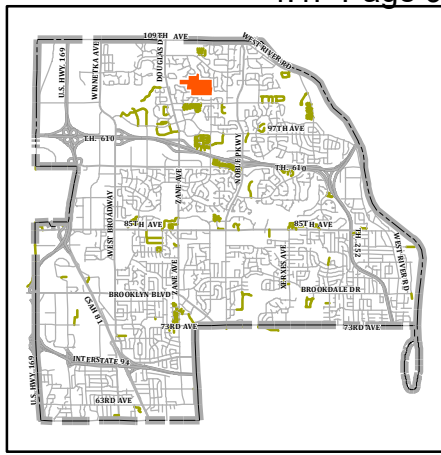 109TH AVE
WEST RIVER RD
U.S. HWY. 169
WINNETKA AVE
DOUGLAS D
97TH AVE
T.H. 610
NOBLE PKWY
T.H. 610
ZANE AVE
WEST BROADWAY
85TH AVE
85TH AVE
T.H. 252
WEST RIVER RD
XERXES AVE
ZANE AVE
BROOKLYN BLVD
BROOKDALE DR
CSAH 81
73RD AVE
73RD AVE
INTERSTATE 94
U.S. HWY. 169
63RD AVE